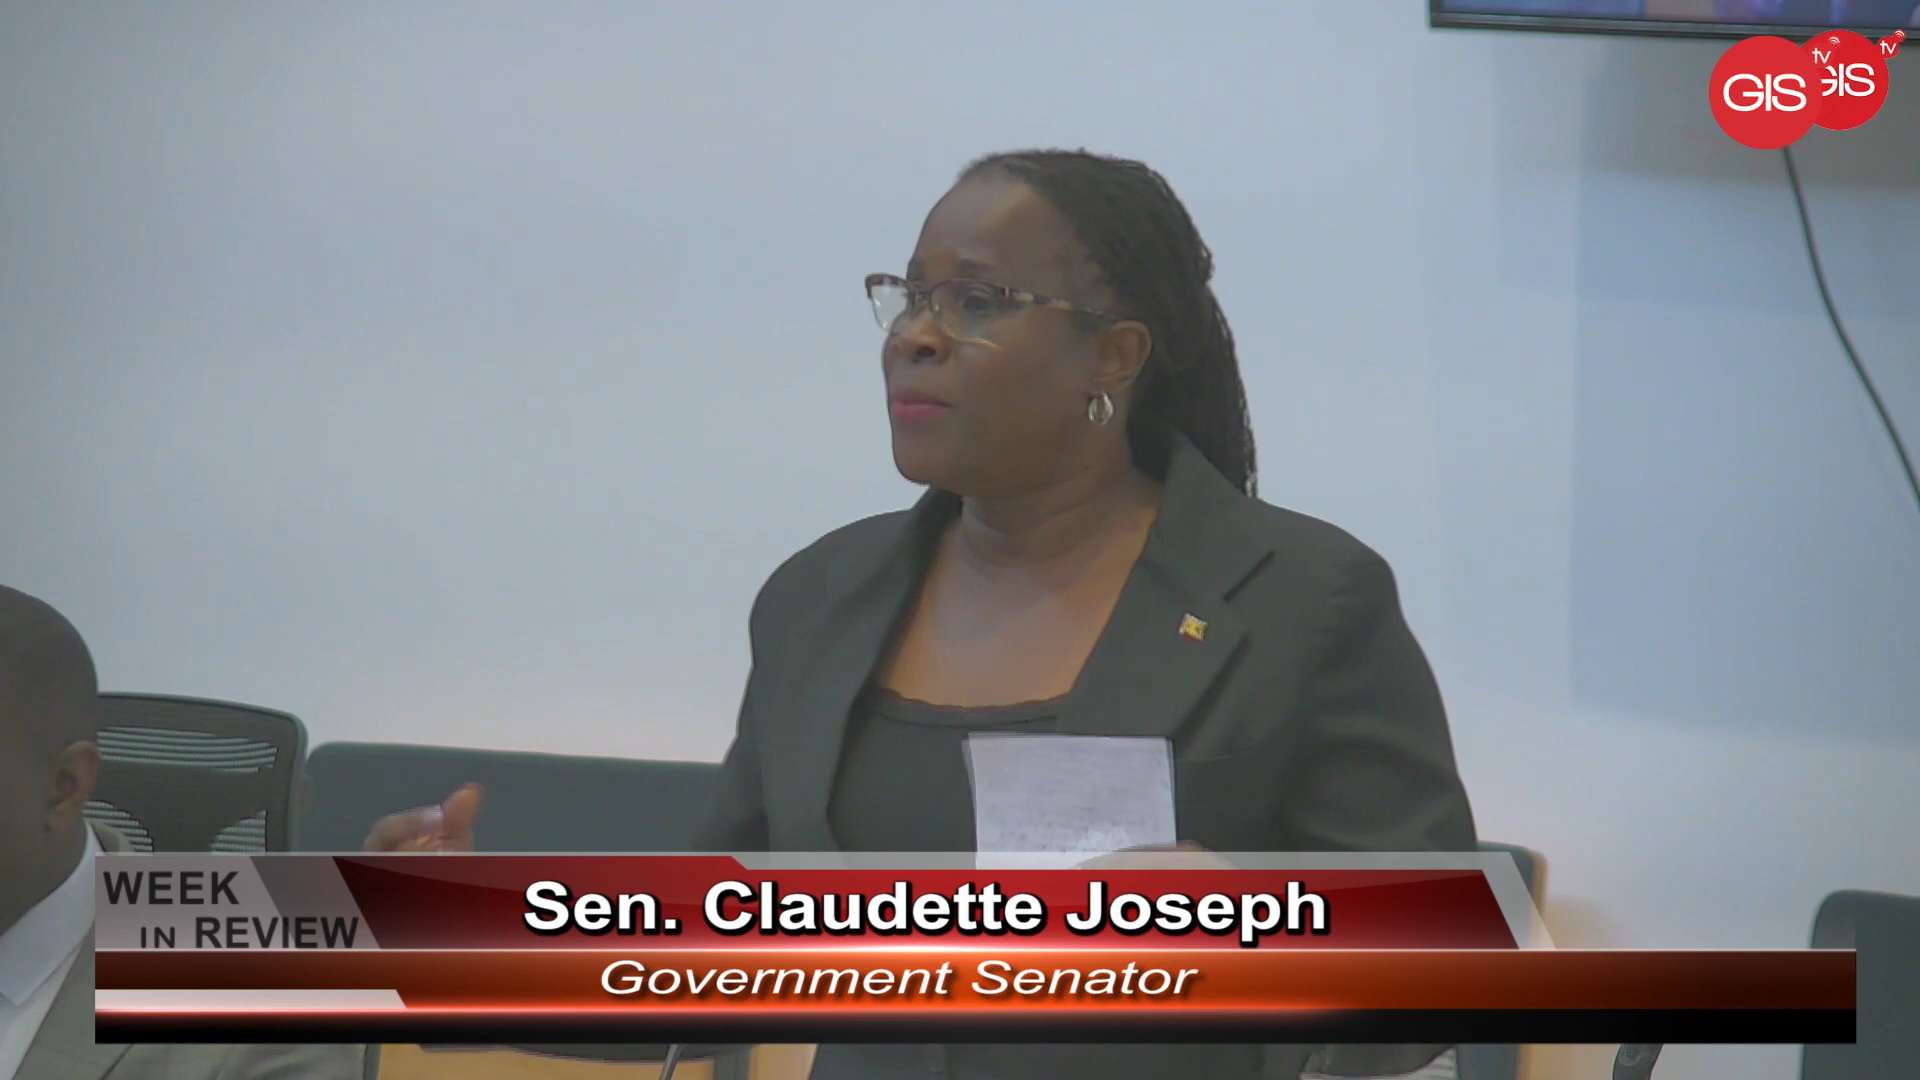 tv
GIS
tv
GIS
WEEK
IN REVIEW
Sen. Claudette Joseph
Government Senator